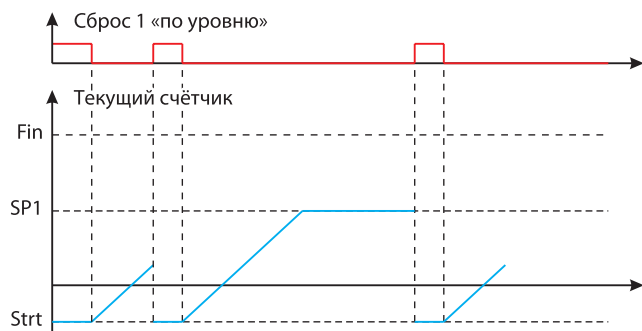 Сброс 1 «по уровню»
Текущий счётчик
Fin
SP1
Strt